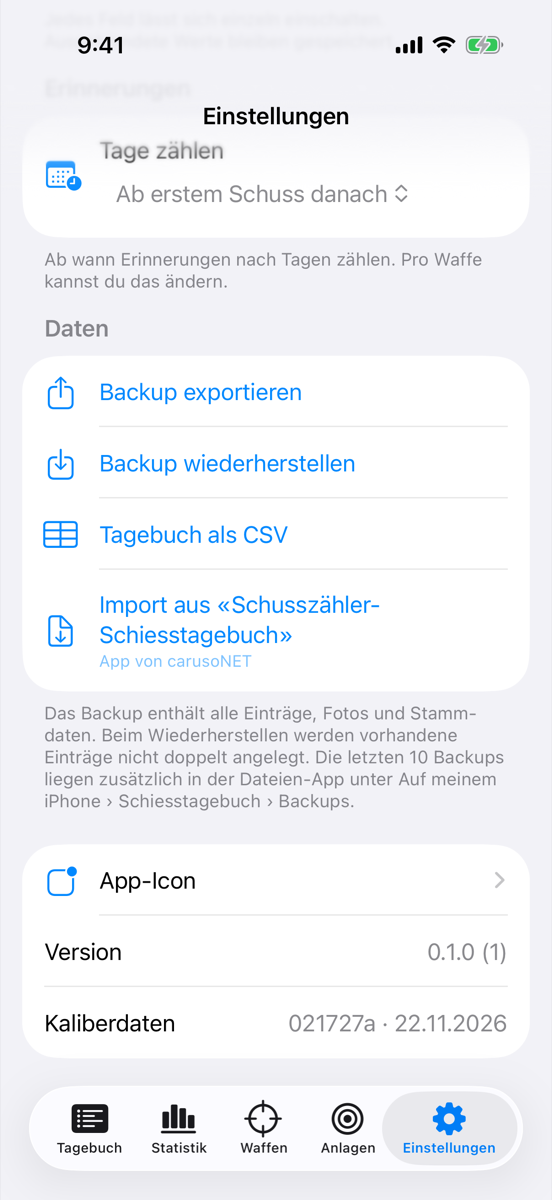 9:41
Einstellungen
Tage zählen
Ab erstem Schuss danach
Ab wann Erinnerungen nach Tagen zählen. Pro Waffe
kannst du das ändern.
Daten
Backup exportieren
Backup wiederherstellen
Tagebuch als CSV
Import aus «Schusszähler-
Schiesstagebuch»
App von carusoNET
Das Backup enthält alle Einträge, Fotos und Stamm-
daten. Beim Wiederherstellen werden vorhandene
Einträge nicht doppelt angelegt. Die letzten 10 Backups
liegen zusätzlich in der Dateien-App unter Auf meinem
iPhone › Schiesstagebuch › Backups.
App-Icon
Version 0.1.0 (1)
Kaliberdaten 021727a · 22.11.2026
Tagebuch Statistik Waffen Anlagen Einstellungen